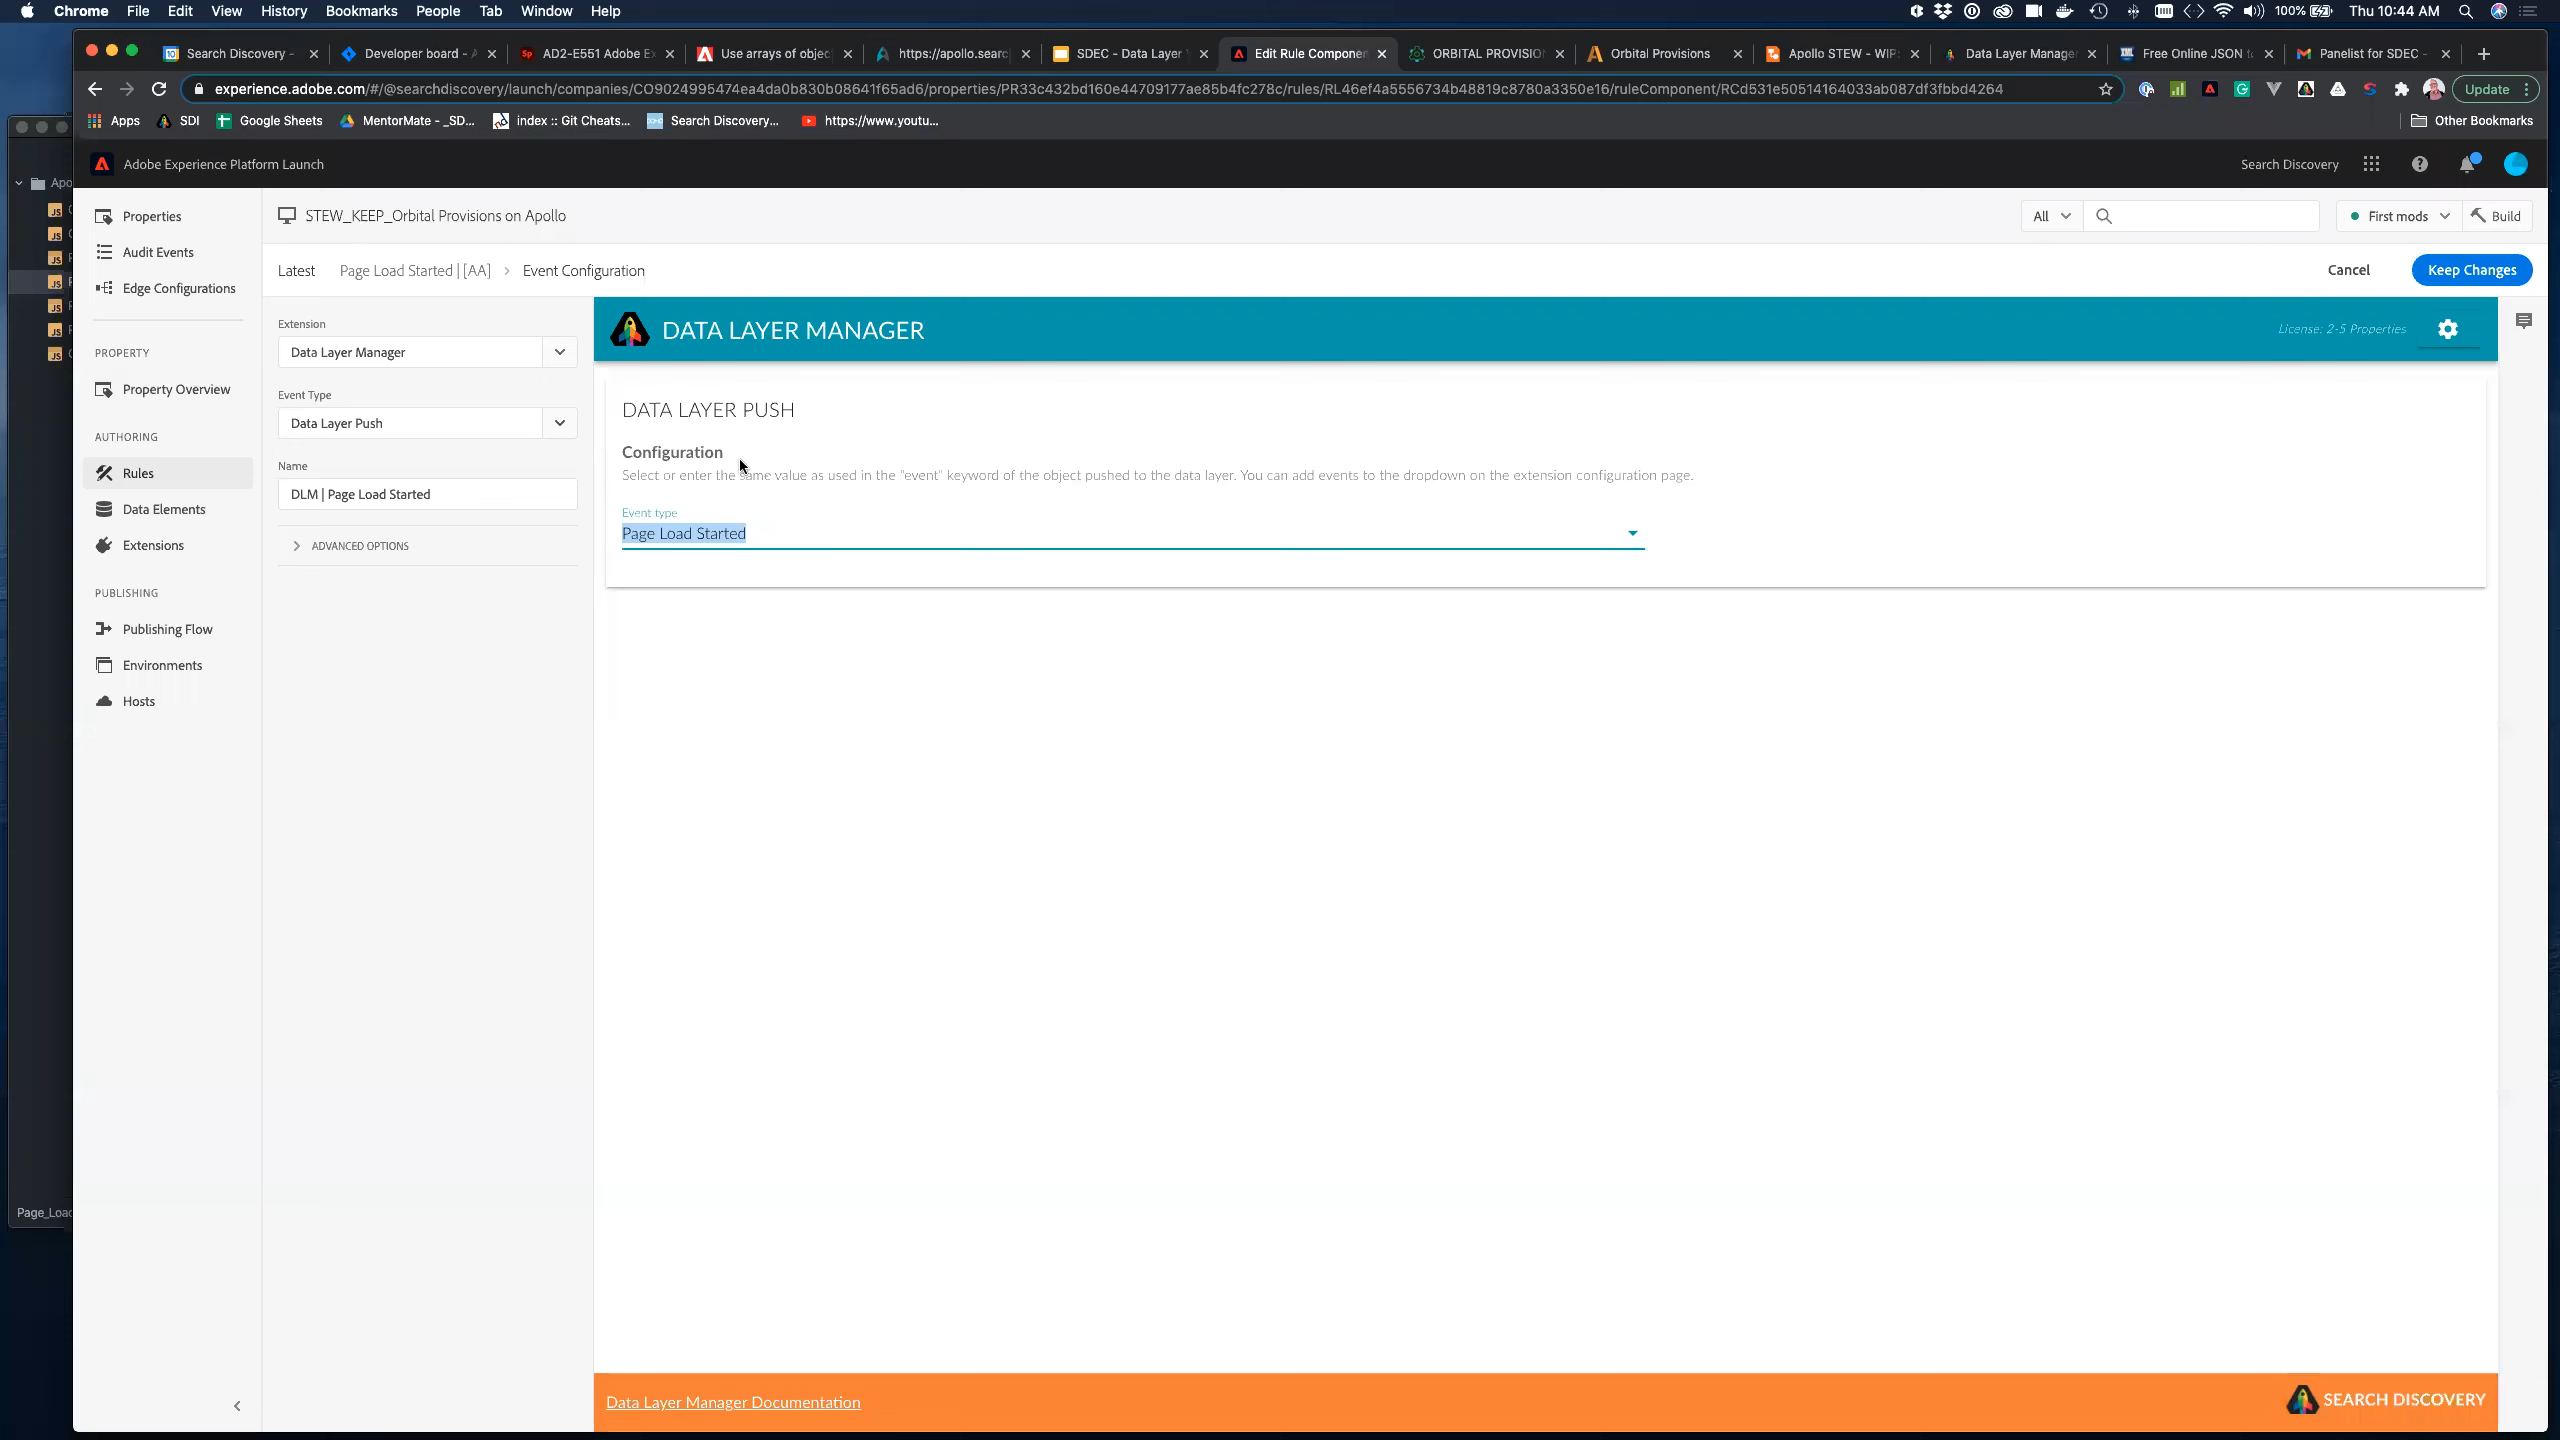 Chrome File Edit View History Bookmarks People Tab Window Help
100% Thu 10:44 AM
Search Discovery -
Developer board - A
AD2-E551 Adobe Ex
Use arrays of objec
https://apollo.searc
SDEC - Data Layer
Edit Rule Componen
ORBITAL PROVISIO
Orbital Provisions
Apollo STEW - WIP
Data Layer Manage
Free Online JSON t
Panelist for SDEC -
experience.adobe.com/#/@searchdiscovery/launch/companies/CO9024995474ea4da0b830b08641f65ad6/properties/PR33c432bd160e44709177ae85b4fc278c/rules/RL46ef4a5556734b48819c8780a3350e16/ruleComponent/RCd531e50514164033ab087df3fbbd4264
Update
Apps
SDI
Google Sheets
MentorMate - _SD...
index :: Git Cheats...
Search Discovery...
https://www.youtu...
Other Bookmarks
Adobe Experience Platform Launch
Search Discovery
Apo
Page_Load
Properties
Audit Events
Edge Configurations
PROPERTY
Property Overview
AUTHORING
Rules
Data Elements
Extensions
PUBLISHING
Publishing Flow
Environments
Hosts
STEW_KEEP_Orbital Provisions on Apollo
All
First mods
Build
Latest Page Load Started | [AA] > Event Configuration
Cancel
Keep Changes
Extension
Data Layer Manager
Event Type
Data Layer Push
Name
DLM | Page Load Started
ADVANCED OPTIONS
DATA LAYER MANAGER
License: 2-5 Properties
DATA LAYER PUSH
Configuration
Select or enter the same value as used in the "event" keyword of the object pushed to the data layer. You can add events to the dropdown on the extension configuration page.
Event type
Page Load Started
Data Layer Manager Documentation
SEARCH DISCOVERY